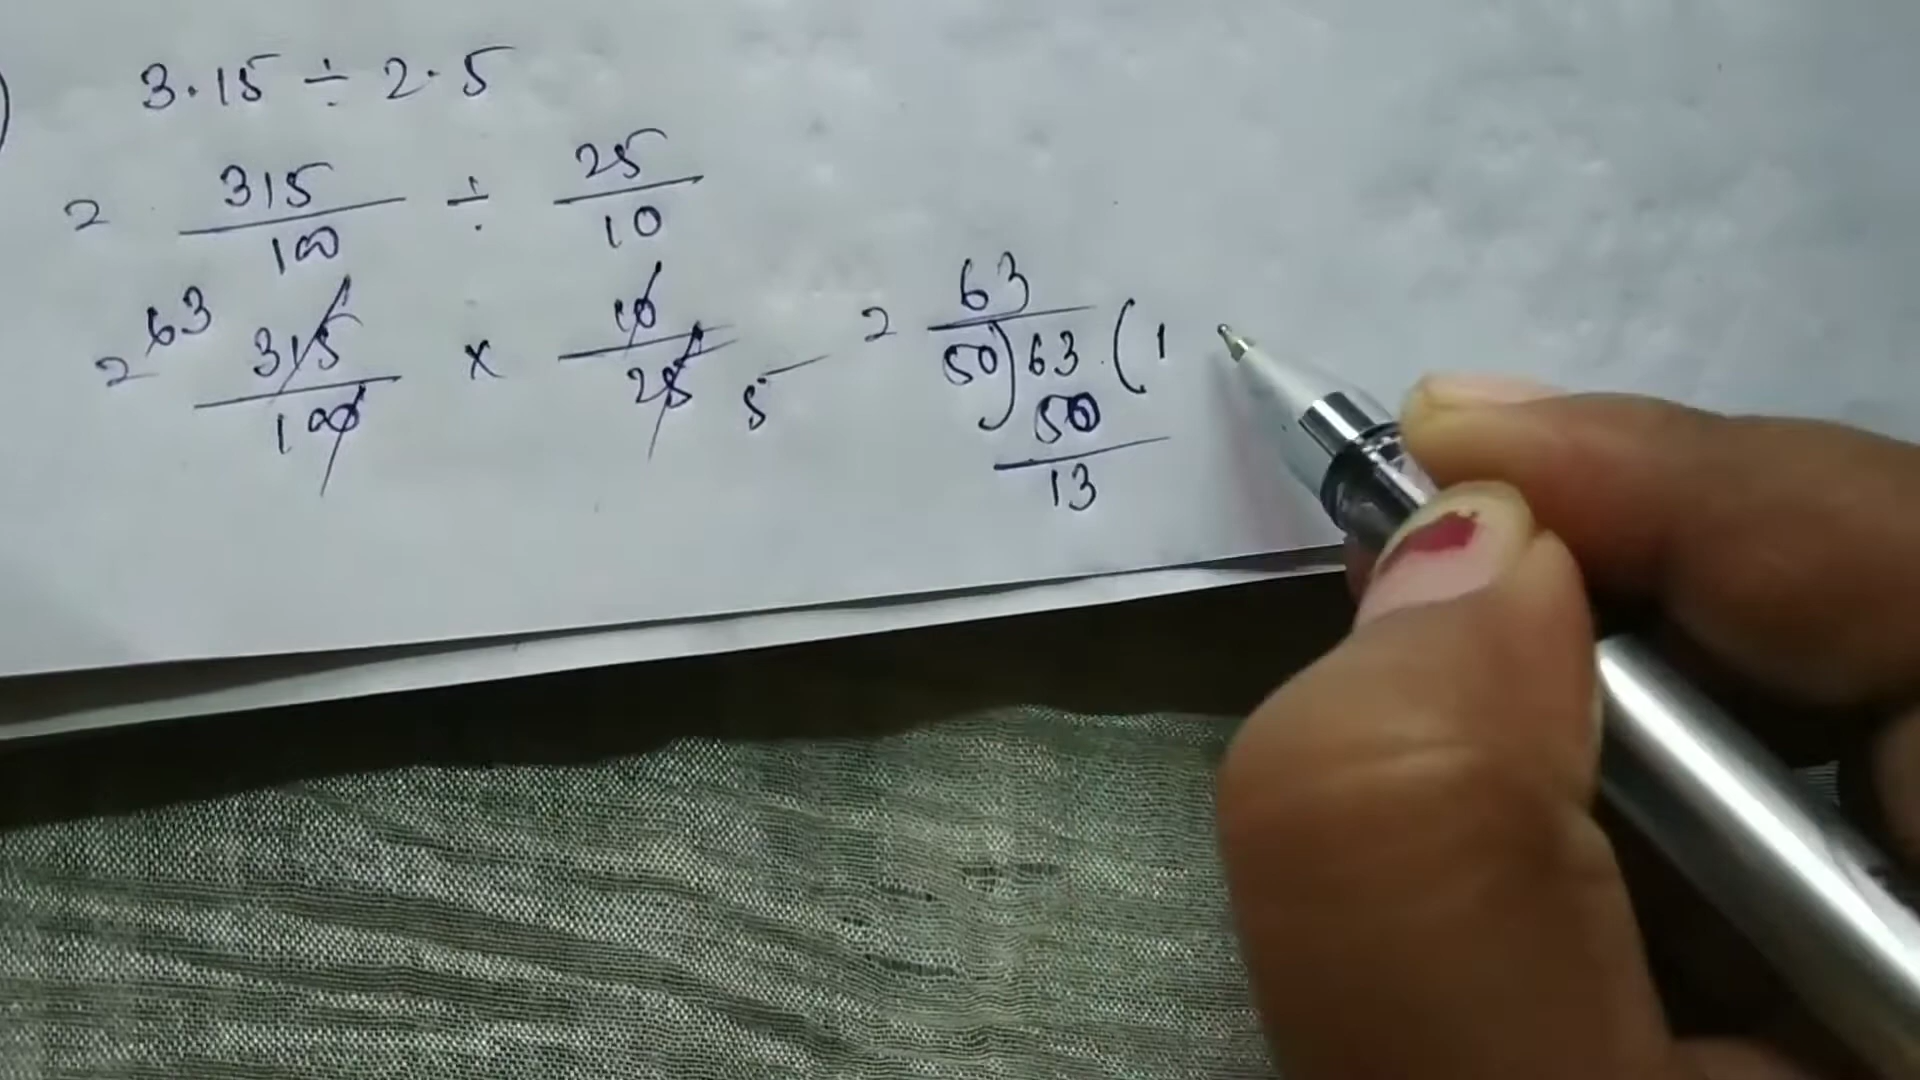 3.15 ÷ 2.5
= 315/100 ÷ 25/10
= 63 315/100 × 10/25 5 = 63/50
50)63(1
50
13